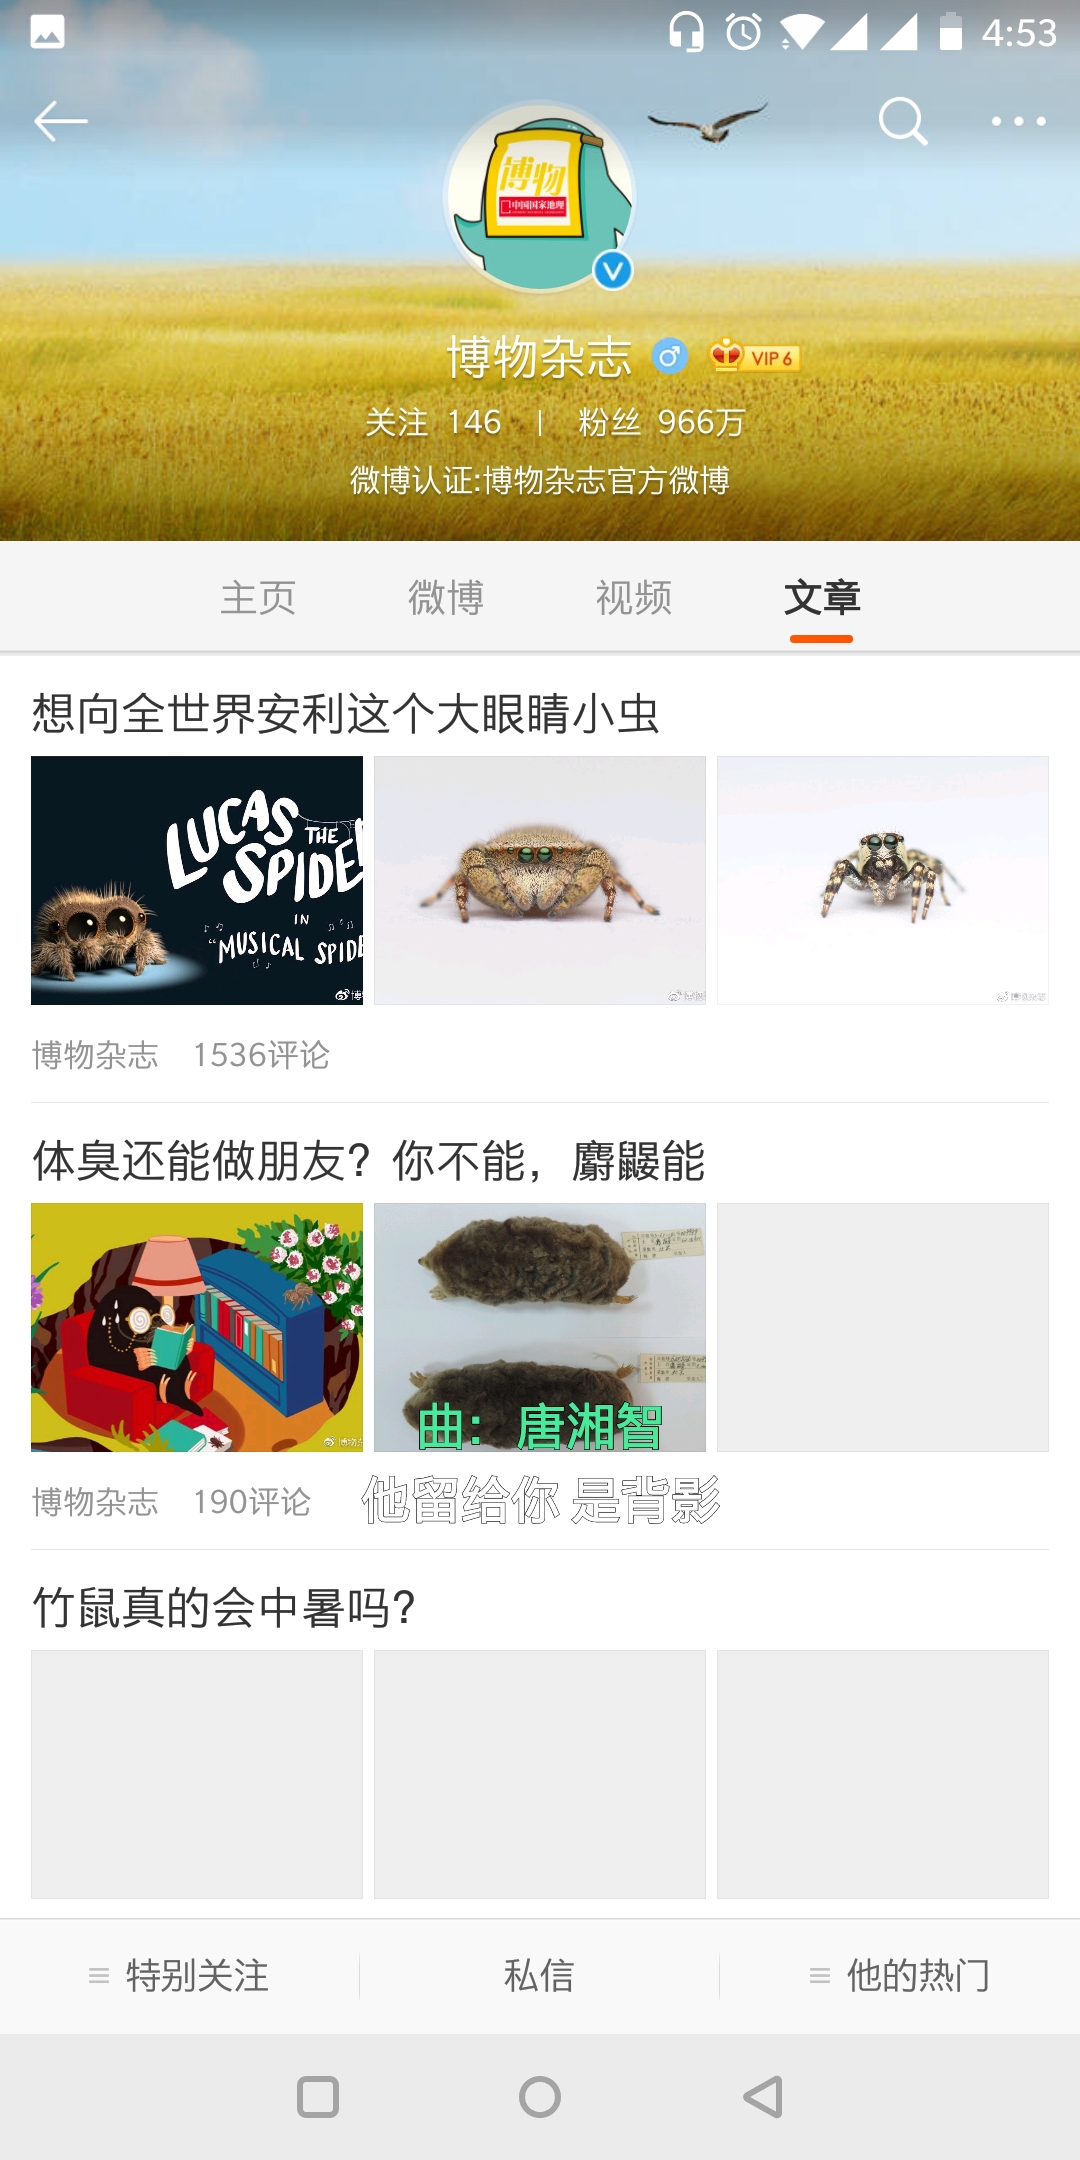 4:53
博物
中国国家地理
博物杂志 VIP 6
关注 146 | 粉丝 966万
微博认证:博物杂志官方微博
主页 微博 视频 文章
想向全世界安利这个大眼睛小虫
LUCAS
THE
SPIDE
IN
"MUSICAL SPIDE
博物杂志 1536评论
体臭还能做朋友？你不能，麝鼹能
曲：唐湘智
博物杂志 190评论
他留给你 是背影
竹鼠真的会中暑吗？
特别关注 私信 他的热门